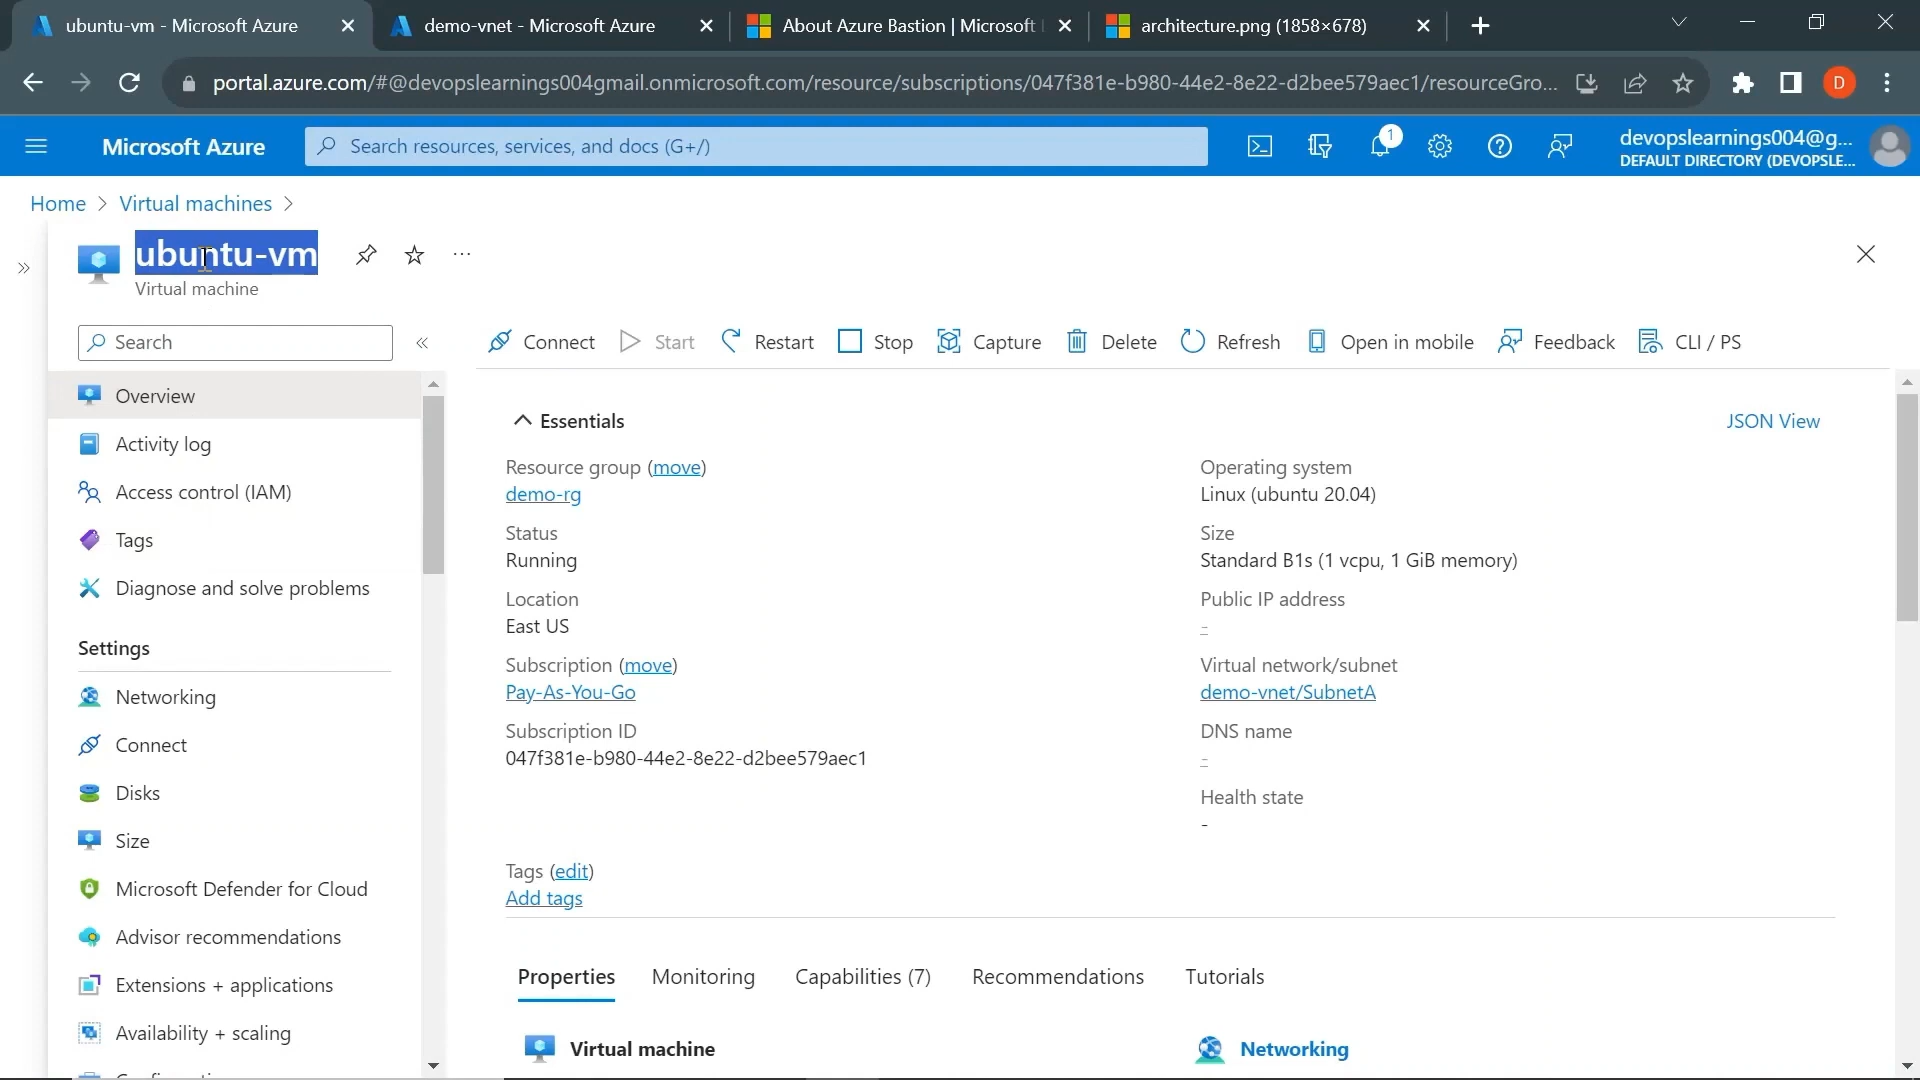 ubuntu-vm - Microsoft Azure
demo-vnet - Microsoft Azure
About Azure Bastion | Microsoft
architecture.png (1858×678)
portal.azure.com/#@devopslearnings004gmail.onmicrosoft.com/resource/subscriptions/047f381e-b980-44e2-8e22-d2bee579aec1/resourceGro...
D
Microsoft Azure
Search resources, services, and docs (G+/)
1
devopslearnings004@g...
DEFAULT DIRECTORY (DEVOPSLE...
Home > Virtual machines >
ubuntu-vm
Virtual machine
Search
Connect
Start
Restart
Stop
Capture
Delete
Refresh
Open in mobile
Feedback
CLI / PS
Overview
Activity log
Access control (IAM)
Tags
Diagnose and solve problems
Settings
Networking
Connect
Disks
Size
Microsoft Defender for Cloud
Advisor recommendations
Extensions + applications
Availability + scaling
Essentials
JSON View
Resource group (move)
demo-rg
Status
Running
Location
East US
Subscription (move)
Pay-As-You-Go
Subscription ID
047f381e-b980-44e2-8e22-d2bee579aec1
Operating system
Linux (ubuntu 20.04)
Size
Standard B1s (1 vcpu, 1 GiB memory)
Public IP address
-
Virtual network/subnet
demo-vnet/SubnetA
DNS name
-
Health state
-
Tags (edit)
Add tags
Properties
Monitoring
Capabilities (7)
Recommendations
Tutorials
Virtual machine
Networking